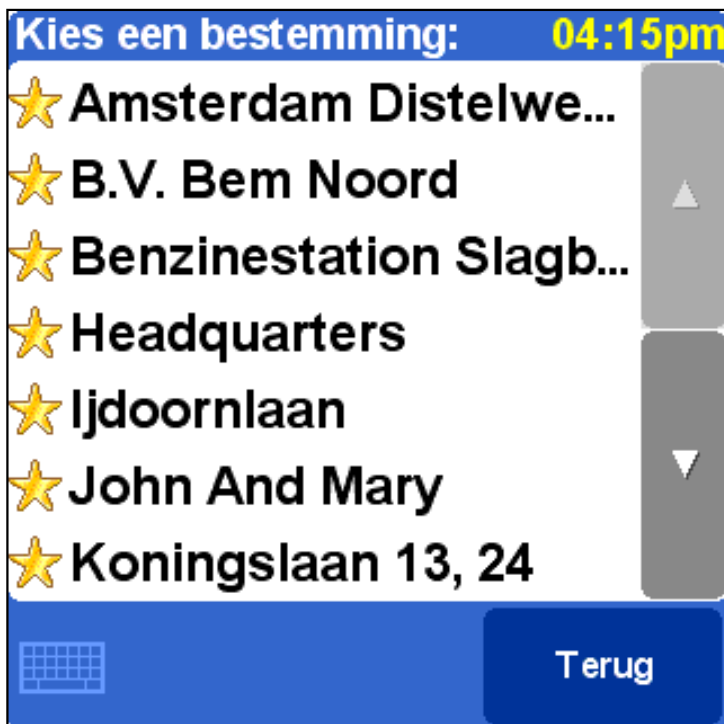 Kies een bestemming: 04:15pm
Amsterdam Distelwe...
B.V. Bem Noord
Benzinestation Slagb...
Headquarters
Ijdoornlaan
John And Mary
Koningslaan 13, 24
Terug